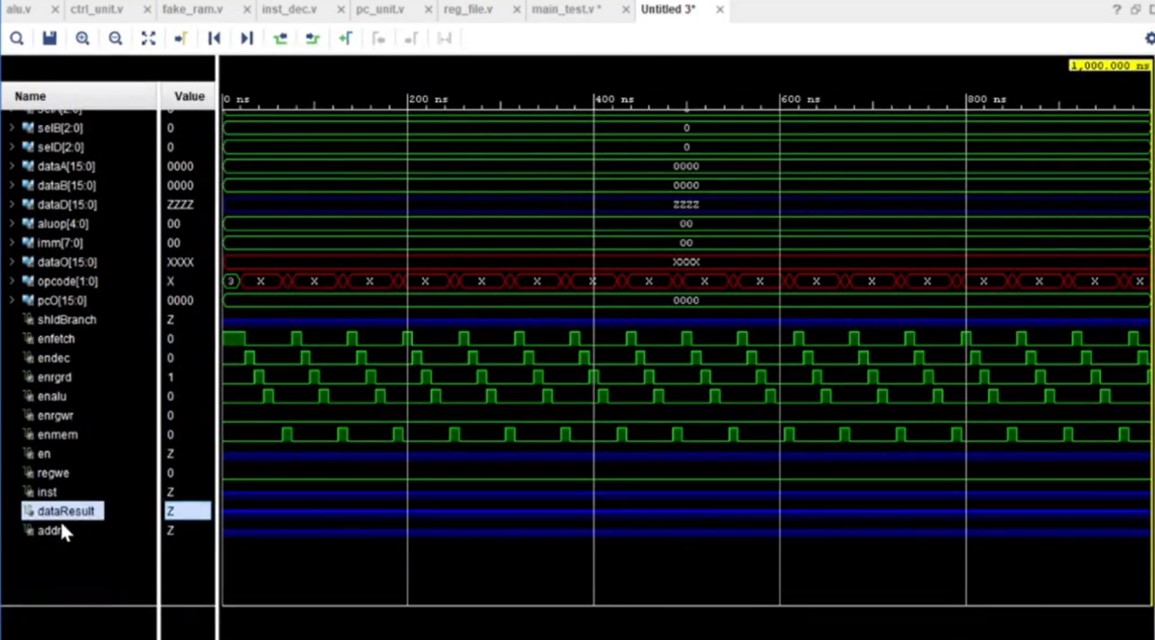 alu.v ctrl_unit.v fake_ram.v inst_dec.v pc_unit.v reg_file.v main_test.v * Untitled 3*
1,000.000 ns
Name Value 0 ns 200 ns 400 ns 600 ns 800 ns
selB[2:0] 0 0
selD[2:0] 0 0
dataA[15:0] 0000 0000
dataB[15:0] 0000 0000
dataD[15:0] ZZZZ ZZZZ
aluop[4:0] 00 00
imm[7:0] 00 00
dataO[15:0] XXXX XXXX
opcode[1:0] X X X X X X X X X X X X X X X X X X
pcO[15:0] 0000 0000
shldBranch Z
enfetch 0
endec 0
enrgrd 1
enalu 0
enrgwr 0
enmem 0
en Z
regwe 0
inst Z
dataResult Z
addr Z